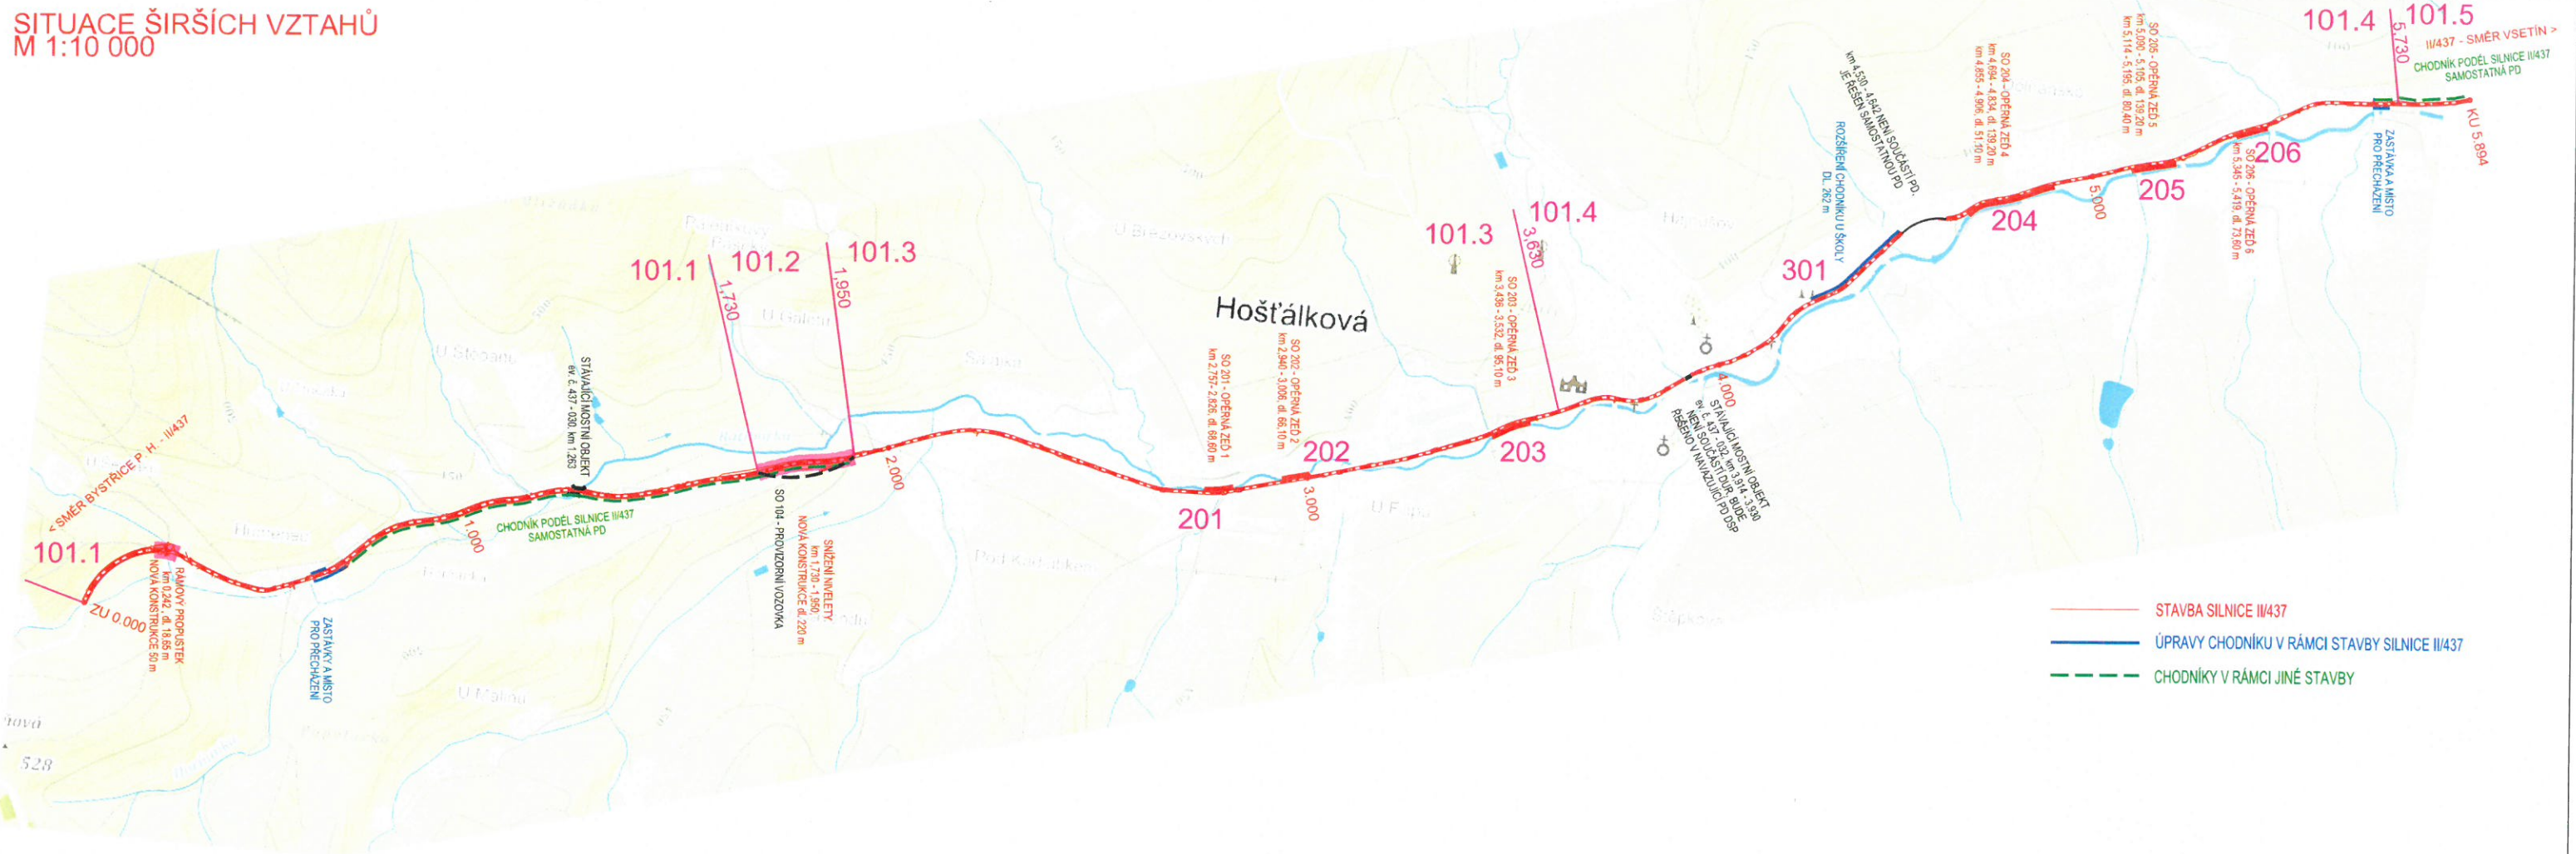 SITUACE ŠIRŠÍCH VZTAHŮ
M 1:10 000
< SMĚR BYSTŘICE P. H. - II/437
101.1
ZU 0.000
RÁMOVÝ PROPUSTEK
km 0,242, dl. 18.65 m
NOVÁ KONSTRUKCE 50 m
ZASTÁVKY A MÍSTO
PRO PŘECHÁZENÍ
1.000
CHODNÍK PODÉL SILNICE II/437
SAMOSTATNÁ PD
STÁVAJÍCÍ MOSTNÍ OBJEKT
ev. č. 437 - 030, km 1.263
101.1
101.2
1,730
101.3
1,950
SO 104 - PROVIZORNÍ VOZOVKA
SNÍŽENÍ NIVELETY
km 1,730 - 1,950
NOVÁ KONSTRUKCE dl. 220 m
2.000
Hošťálková
SO 201 - OPĚRNÁ ZEĎ 1
km 2,757- 2,826, dl. 68,60 m
201
SO 202 - OPĚRNÁ ZEĎ 2
km 2,940 - 3,006, dl. 66,10 m
202
3.000
101.3
101.4
3,630
SO 203 - OPĚRNÁ ZEĎ 3
km 3,436 - 3,532, dl. 95,10 m
203
4.000
STÁVAJÍCÍ MOSTNÍ OBJEKT
ev. č. 437 - 032, km 3,914 - 3,930
NENÍ SOUČÁSTÍ DUR, BUDE
ŘEŠENO V NAVAZUJÍCÍ PD DSP
301
ROZŠÍŘENÍ CHODNÍKU U ŠKOLY
DL. 262 m
km 4,530 - 4,642 NENÍ SOUČÁSTÍ PD,
JE ŘEŠEN SAMOSTATNOU PD
SO 204 - OPĚRNÁ ZEĎ 4
km 4,694 - 4,834, dl. 139,20 m
km 4,855 - 4,906, dl. 51,10 m
204
5.000
SO 205 - OPĚRNÁ ZEĎ 5
km 5,090 - 5,105, dl. 139,20 m
km 5,114 - 5,195, dl. 80,40 m
205
206
SO 206 - OPĚRNÁ ZEĎ 6
km 5,345 - 5,419, dl. 73,60 m
101.4
101.5
5,730
II/437 - SMĚR VSETÍN >
CHODNÍK PODÉL SILNICE II/437
SAMOSTATNÁ PD
ZASTÁVKA A MÍSTO
PRO PŘECHÁZENÍ
KU 5.894
528
STAVBA SILNICE II/437
ÚPRAVY CHODNÍKU V RÁMCI STAVBY SILNICE II/437
CHODNÍKY V RÁMCI JINÉ STAVBY